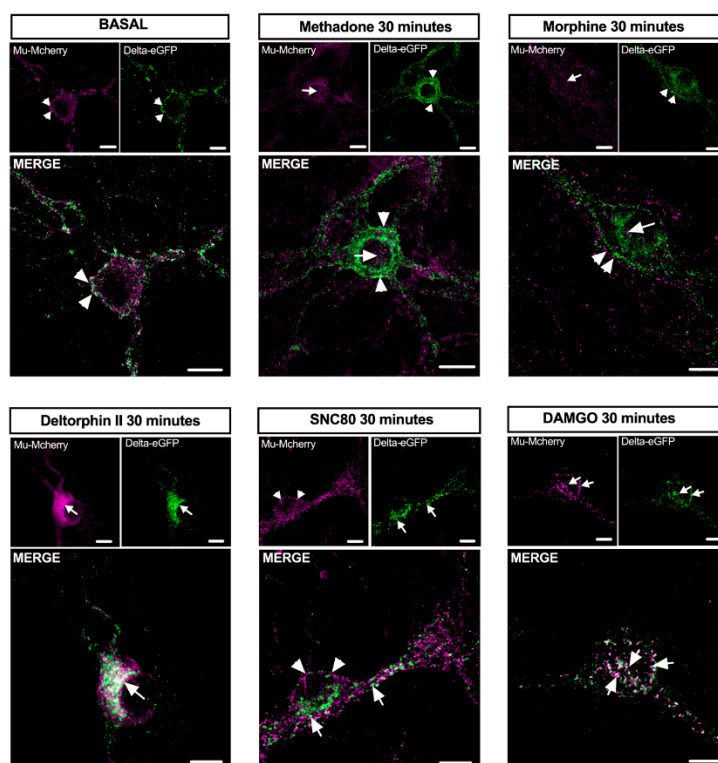 BASAL
Mu-Mcherry
Delta-eGFP
MERGE
Methadone 30 minutes
Mu-Mcherry
Delta-eGFP
MERGE
Morphine 30 minutes
Mu-Mcherry
Delta-eGFP
MERGE
Deltorphin II 30 minutes
Mu-Mcherry
Delta-eGFP
MERGE
SNC80 30 minutes
Mu-Mcherry
Delta-eGFP
MERGE
DAMGO 30 minutes
Mu-Mcherry
Delta-eGFP
MERGE